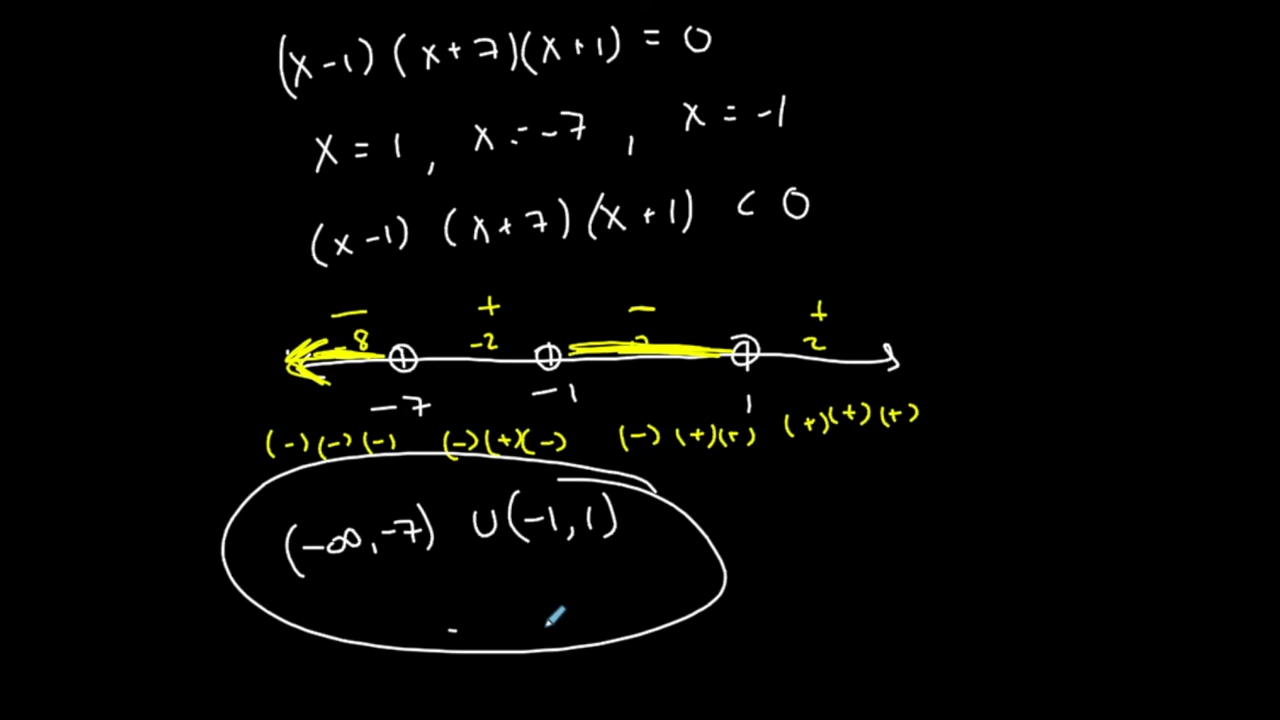 (x-1)(x+7)(x+1) = 0
x = 1, x = -7, x = -1
(x-1) (x+7) (x+1) < 0
- + - +
-8 -2 2
-7 -1 1
(-)(-)(-) (-)(+)(-) (-)(+)(+) (+)(+)(+)
(-∞,-7) ∪ (-1,1)